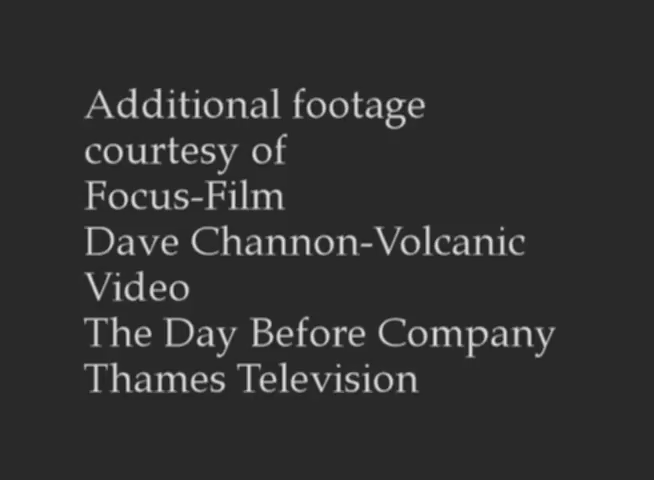 Additional footage
courtesy of
Focus-Film
Dave Channon-Volcanic
Video
The Day Before Company
Thames Television